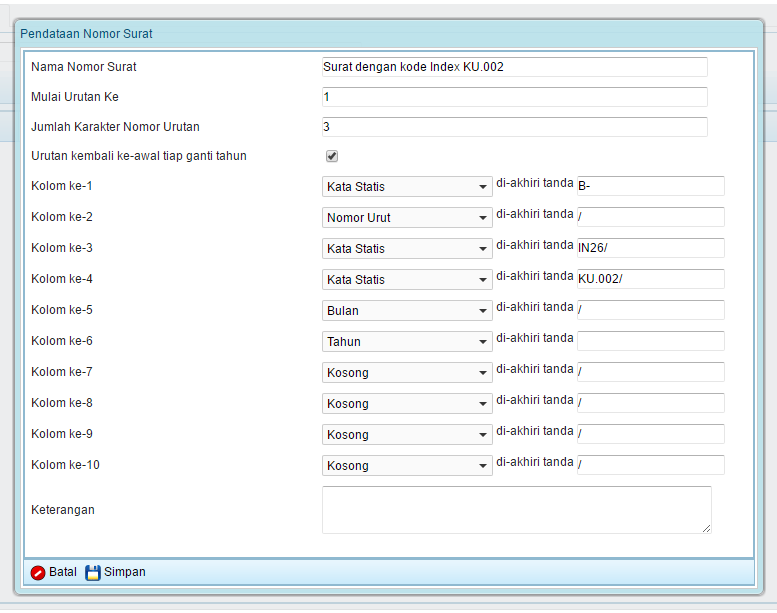 Pendataan Nomor Surat
Nama Nomor Surat Surat dengan kode Index KU.002
Mulai Urutan Ke 1
Jumlah Karakter Nomor Urutan 3
Urutan kembali ke-awal tiap ganti tahun
Kolom ke-1 Kata Statis di-akhiri tanda B-
Kolom ke-2 Nomor Urut di-akhiri tanda /
Kolom ke-3 Kata Statis di-akhiri tanda IN26/
Kolom ke-4 Kata Statis di-akhiri tanda KU.002/
Kolom ke-5 Bulan di-akhiri tanda /
Kolom ke-6 Tahun di-akhiri tanda
Kolom ke-7 Kosong di-akhiri tanda /
Kolom ke-8 Kosong di-akhiri tanda /
Kolom ke-9 Kosong di-akhiri tanda /
Kolom ke-10 Kosong di-akhiri tanda /
Keterangan
Batal Simpan